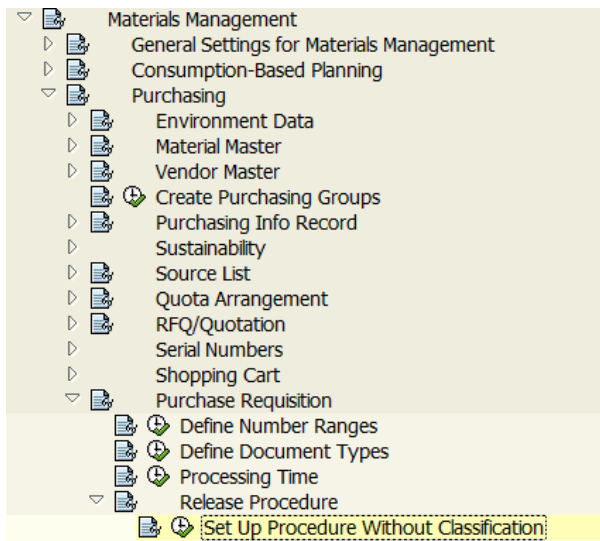 Materials Management
General Settings for Materials Management
Consumption-Based Planning
Purchasing
Environment Data
Material Master
Vendor Master
Create Purchasing Groups
Purchasing Info Record
Sustainability
Source List
Quota Arrangement
RFQ/Quotation
Serial Numbers
Shopping Cart
Purchase Requisition
Define Number Ranges
Define Document Types
Processing Time
Release Procedure
Set Up Procedure Without Classification